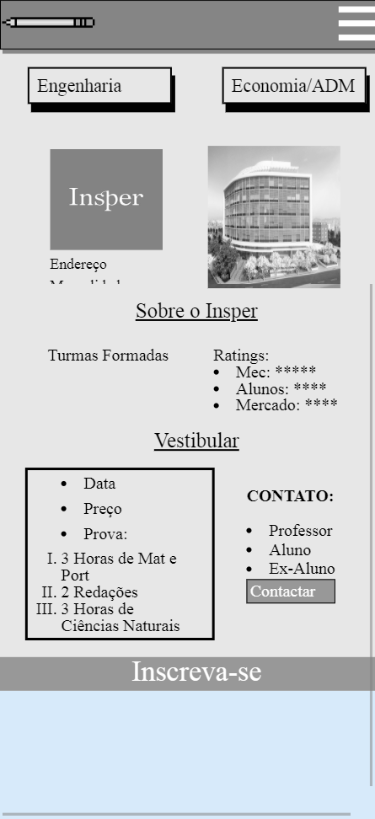 Engenharia
Economia/ADM
Insper
Endereço
Sobre o Insper
Turmas Formadas
Ratings:
• Mec: *****
• Alunos: ****
• Mercado: ****
Vestibular
• Data
• Preço
• Prova:
I. 3 Horas de Mat e
Port
II. 2 Redações
III. 3 Horas de
Ciências Naturais
CONTATO:
• Professor
• Aluno
• Ex-Aluno
Contactar
Inscreva-se